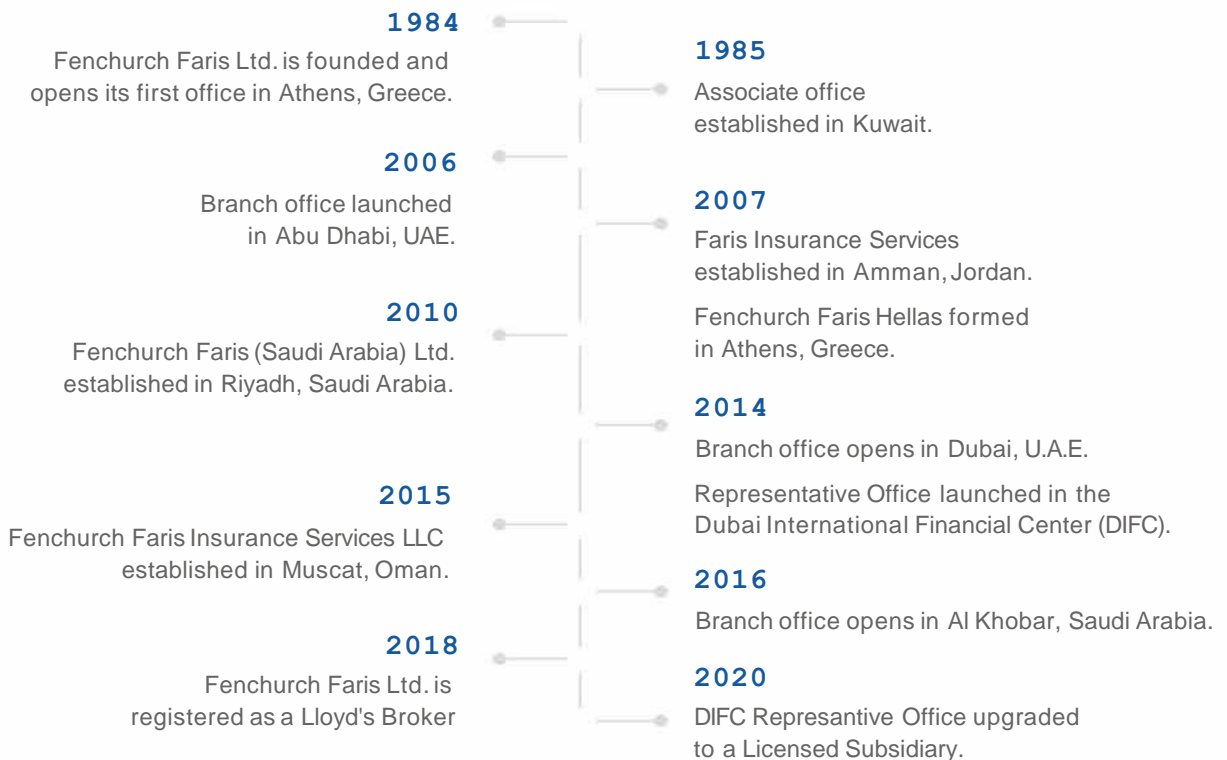 1984
Fenchurch Faris Ltd. is founded and
opens its first office in Athens, Greece.
1985
Associate office
established in Kuwait.
2006
Branch office launched
in Abu Dhabi, UAE.
2007
Faris Insurance Services
established in Amman, Jordan.
Fenchurch Faris Hellas formed
in Athens, Greece.
2010
Fenchurch Faris (Saudi Arabia) Ltd.
established in Riyadh, Saudi Arabia.
2014
Branch office opens in Dubai, U.A.E.
Representative Office launched in the
Dubai International Financial Center (DIFC).
2015
Fenchurch Faris Insurance Services LLC
established in Muscat, Oman.
2016
Branch office opens in Al Khobar, Saudi Arabia.
2018
Fenchurch Faris Ltd. is
registered as a Lloyd's Broker
2020
DIFC Represantive Office upgraded
to a Licensed Subsidiary.